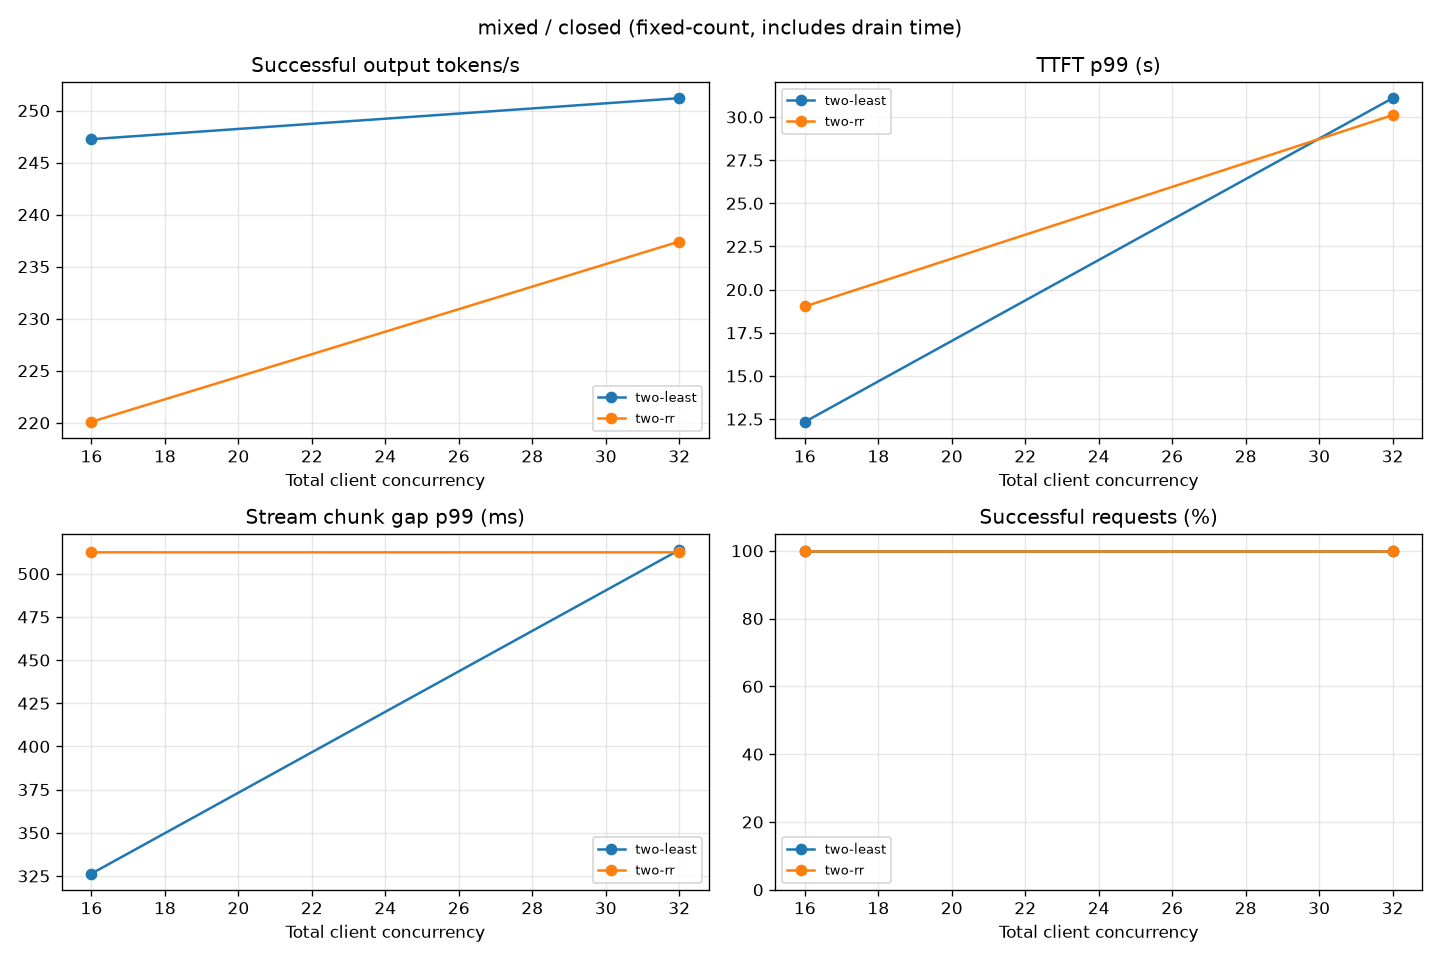 mixed / closed (fixed-count, includes drain time)
Successful output tokens/s
250
245
240
235
230
225
220
two-least
two-rr
16 18 20 22 24 26 28 30 32
Total client concurrency
TTFT p99 (s)
two-least
two-rr
30.0
27.5
25.0
22.5
20.0
17.5
15.0
12.5
16 18 20 22 24 26 28 30 32
Total client concurrency
Stream chunk gap p99 (ms)
500
475
450
425
400
375
350
325
two-least
two-rr
16 18 20 22 24 26 28 30 32
Total client concurrency
Successful requests (%)
100
80
60
40
20
0
two-least
two-rr
16 18 20 22 24 26 28 30 32
Total client concurrency